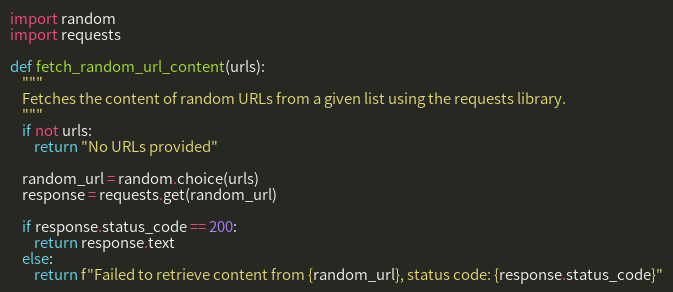 import random
import requests

def fetch_random_url_content(urls):
    """
    Fetches the content of random URLs from a given list using the requests library.
    """
    if not urls:
        return "No URLs provided"

    random_url = random.choice(urls)
    response = requests.get(random_url)

    if response.status_code == 200:
        return response.text
    else:
        return f"Failed to retrieve content from {random_url}, status code: {response.status_code}"